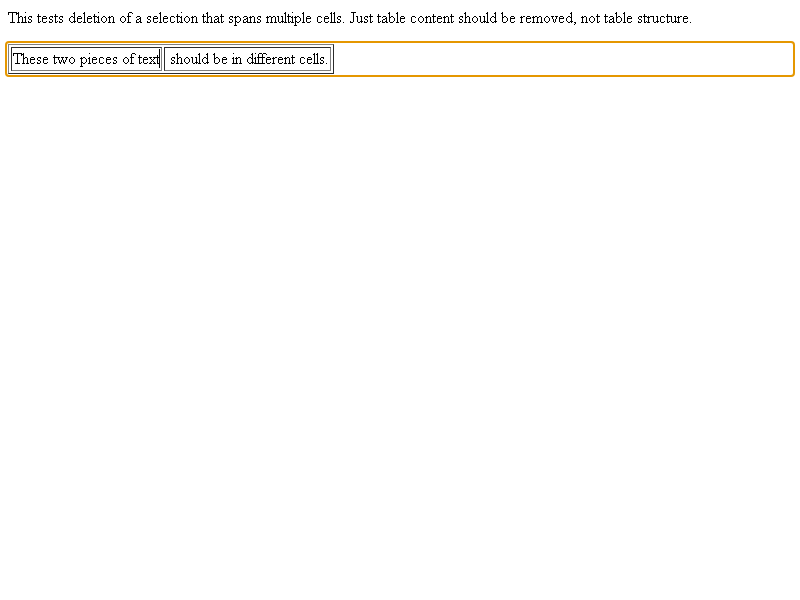 This tests deletion of a selection that spans multiple cells. Just table content should be removed, not table structure.
These two pieces of text should be in different cells.